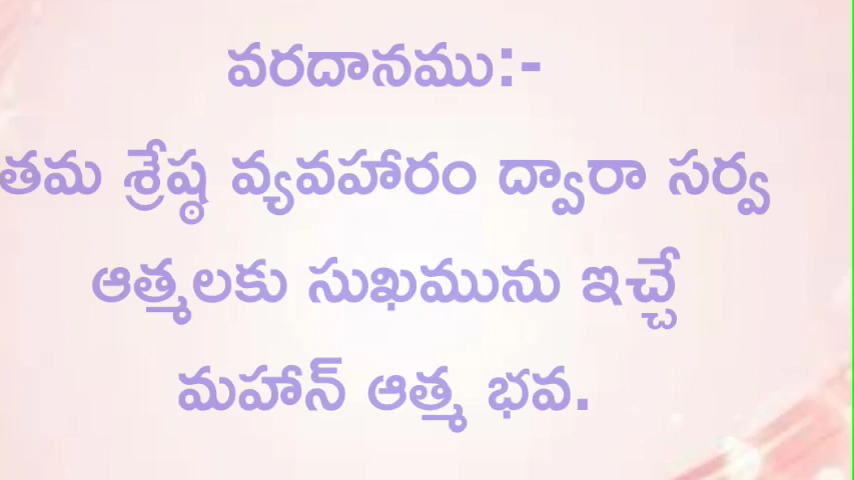 వరదానము:-
తమ శ్రేష్ఠ వ్యవహారం ద్వారా సర్వ
ఆత్మలకు సుఖమును ఇచ్చే
మహాన్ ఆత్మ భవ.